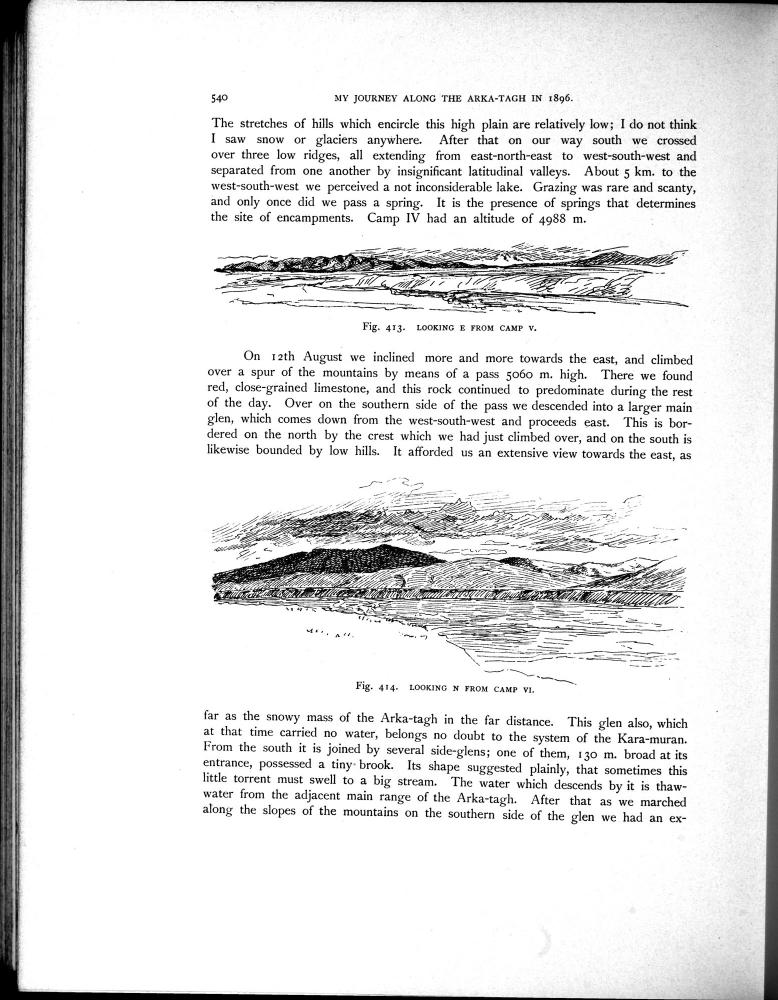 540 MY JOURNEY ALONG THE ARKA-TAGH IN 1896.
The stretches of hills which encircle this high plain are relatively low; I do not think
I saw snow or glaciers anywhere. After that on our way south we crossed
over three low ridges, all extending from east-north-east to west-south-west and
separated from one another by insignificant latitudinal valleys. About 5 km. to the
west-south-west we perceived a not inconsiderable lake. Grazing was rare and scanty,
and only once did we pass a spring. It is the presence of springs that determines
the site of encampments. Camp IV had an altitude of 4988 m.
Fig. 413. LOOKING E FROM CAMP V.
On 12th August we inclined more and more towards the east, and climbed
over a spur of the mountains by means of a pass 5060 m. high. There we found
red, close-grained limestone, and this rock continued to predominate during the rest
of the day. Over on the southern side of the pass we descended into a larger main
glen, which comes down from the west-south-west and proceeds east. This is bor-
dered on the north by the crest which we had just climbed over, and on the south is
likewise bounded by low hills. It afforded us an extensive view towards the east, as
Fig. 414. LOOKING N FROM CAMP VI.
far as the snowy mass of the Arka-tagh in the far distance. This glen also, which
at that time carried no water, belongs no doubt to the system of the Kara-muran.
From the south it is joined by several side-glens; one of them, 130 m. broad at its
entrance, possessed a tiny brook. Its shape suggested plainly, that sometimes this
little torrent must swell to a big stream. The water which descends by it is thaw-
water from the adjacent main range of the Arka-tagh. After that as we marched
along the slopes of the mountains on the southern side of the glen we had an ex-